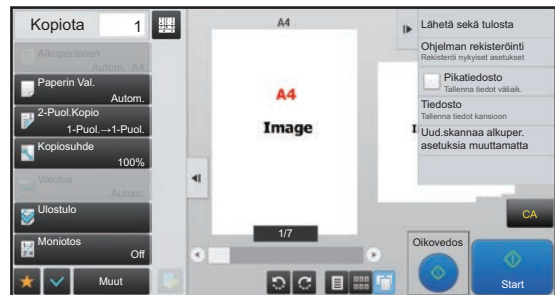 Kopiota 1
Alkuperäinen
Autom. A4
Paperin Val.
Autom.
2-Puol.Kopio
1-Puol.→1-Puol.
Kopiosuhde
100%
Valotus
Autom.
Ulostulo
Moniotos
Off
Muut
A4
A4
Image
I
1/7
Lähetä sekä tulosta
Ohjelman rekisteröinti
Rekisteröi nykyiset asetukset
Pikatiedosto
Tallenna tiedot väliaik.
Tiedosto
Tallenna tiedot kansioon
Uud.skannaa alkuper.
asetuksia muuttamatta
CA
Oikovedos
Start